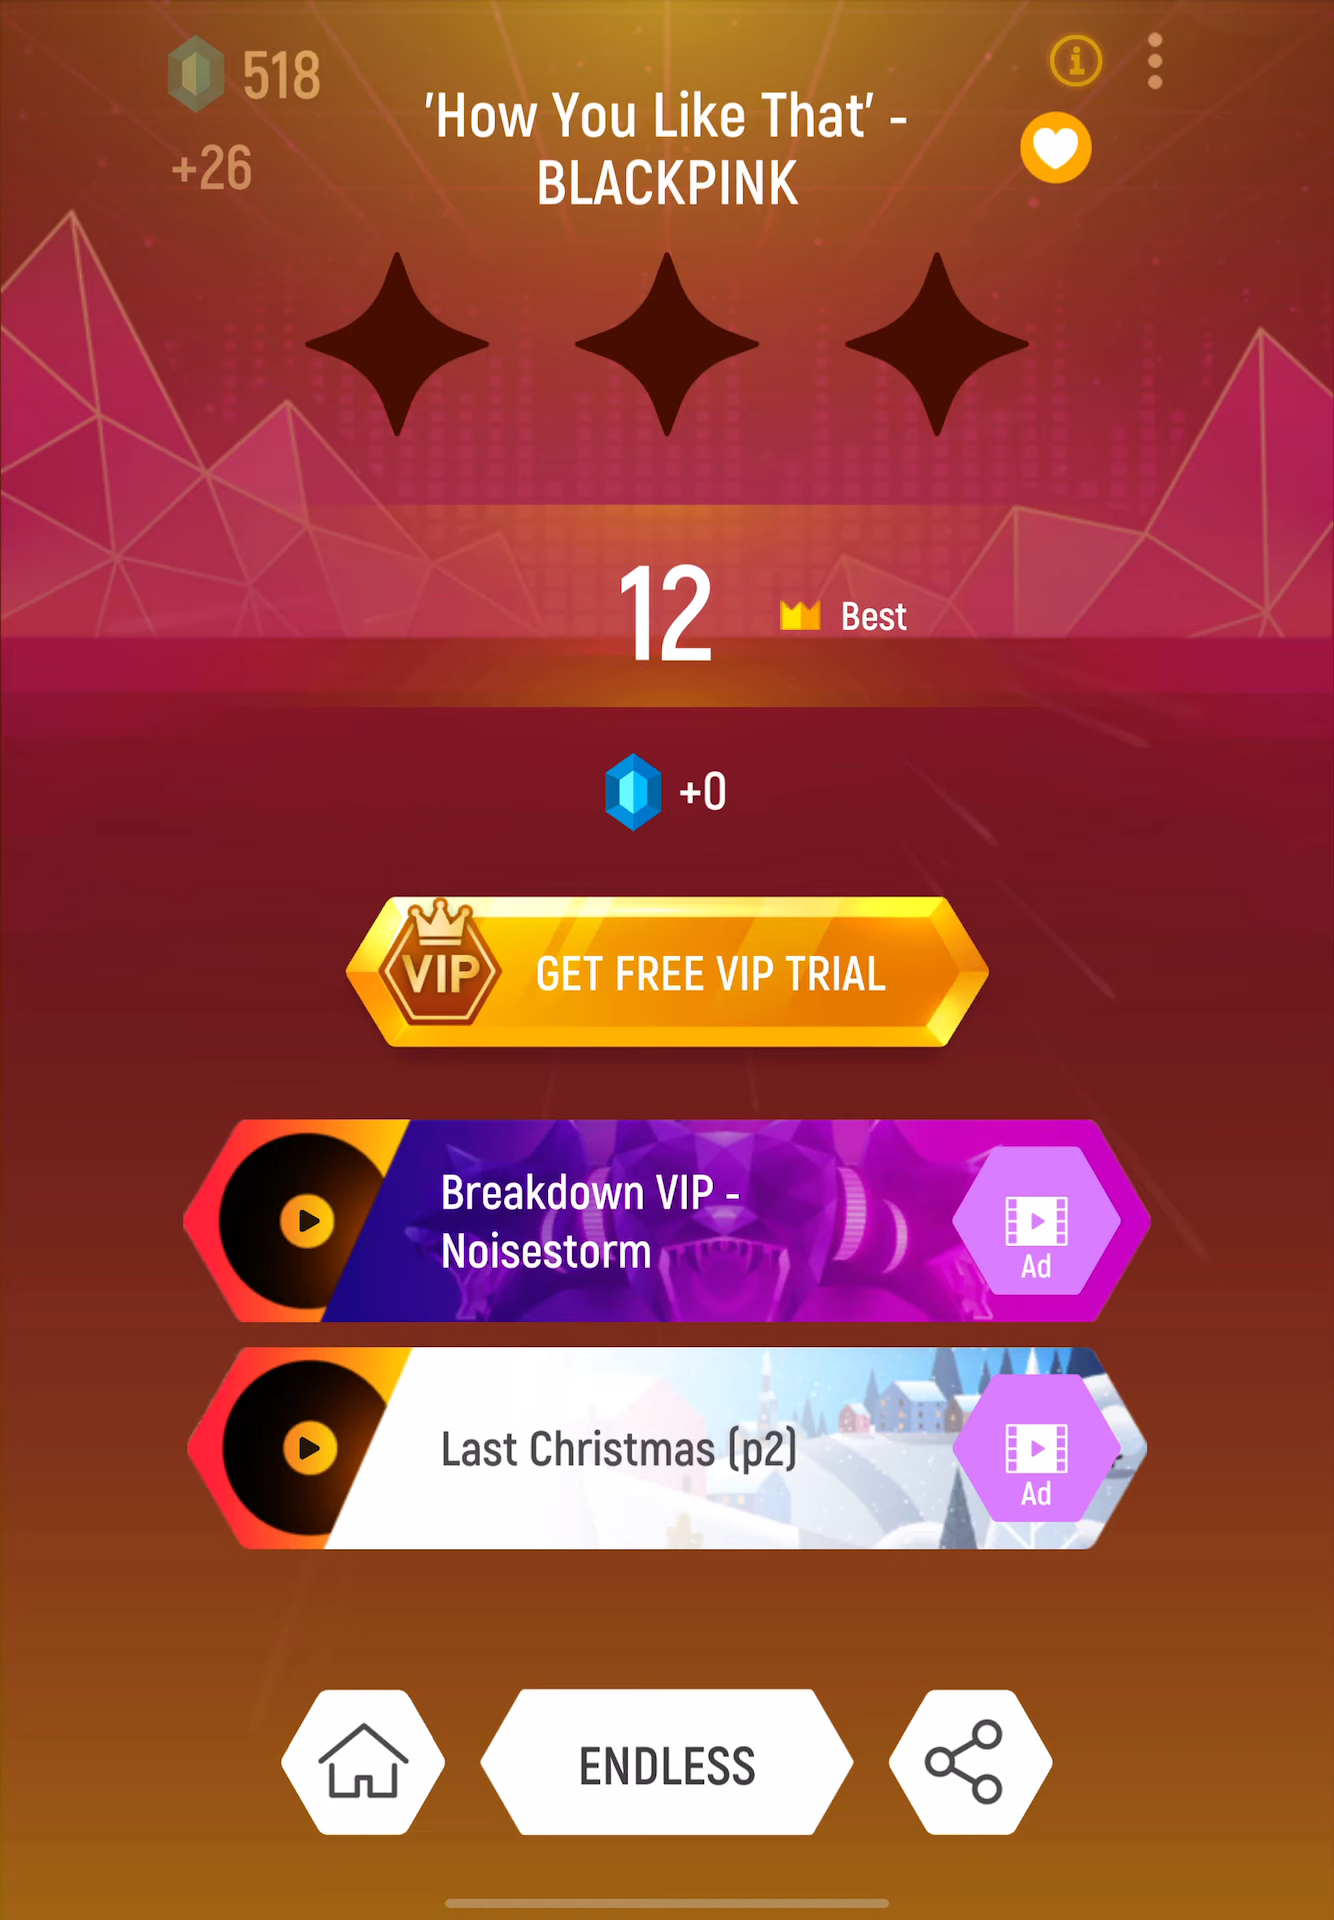 518
+26
'How You Like That' -
BLACKPINK
12
Best
+0
VIP
GET FREE VIP TRIAL
Breakdown VIP -
Noisestorm
Ad
Last Christmas (p2)
Ad
ENDLESS